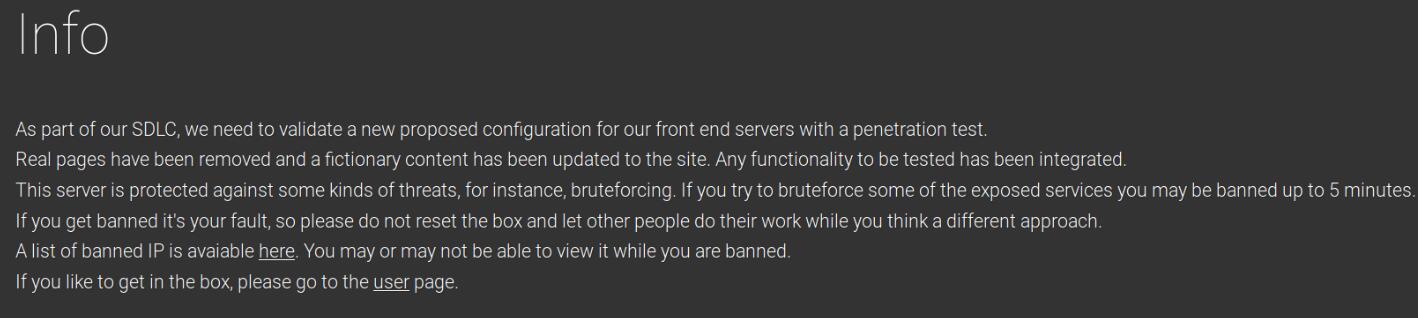 Info
As part of our SDLC, we need to validate a new proposed configuration for our front end servers with a penetration test.
Real pages have been removed and a fictionary content has been updated to the site. Any functionality to be tested has been integrated.
This server is protected against some kinds of threats, for instance, bruteforcing. If you try to bruteforce some of the exposed services you may be banned up to 5 minutes.
If you get banned it's your fault, so please do not reset the box and let other people do their work while you think a different approach.
A list of banned IP is avaiable here. You may or may not be able to view it while you are banned.
If you like to get in the box, please go to the user page.